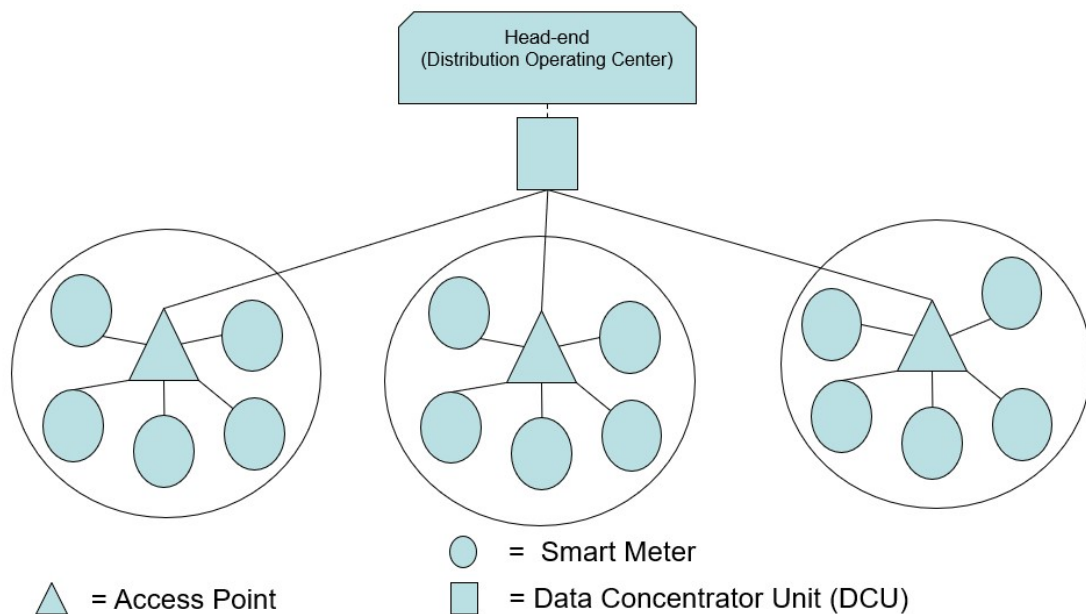 Head-end
(Distribution Operating Center)
= Smart Meter
= Access Point
= Data Concentrator Unit (DCU)